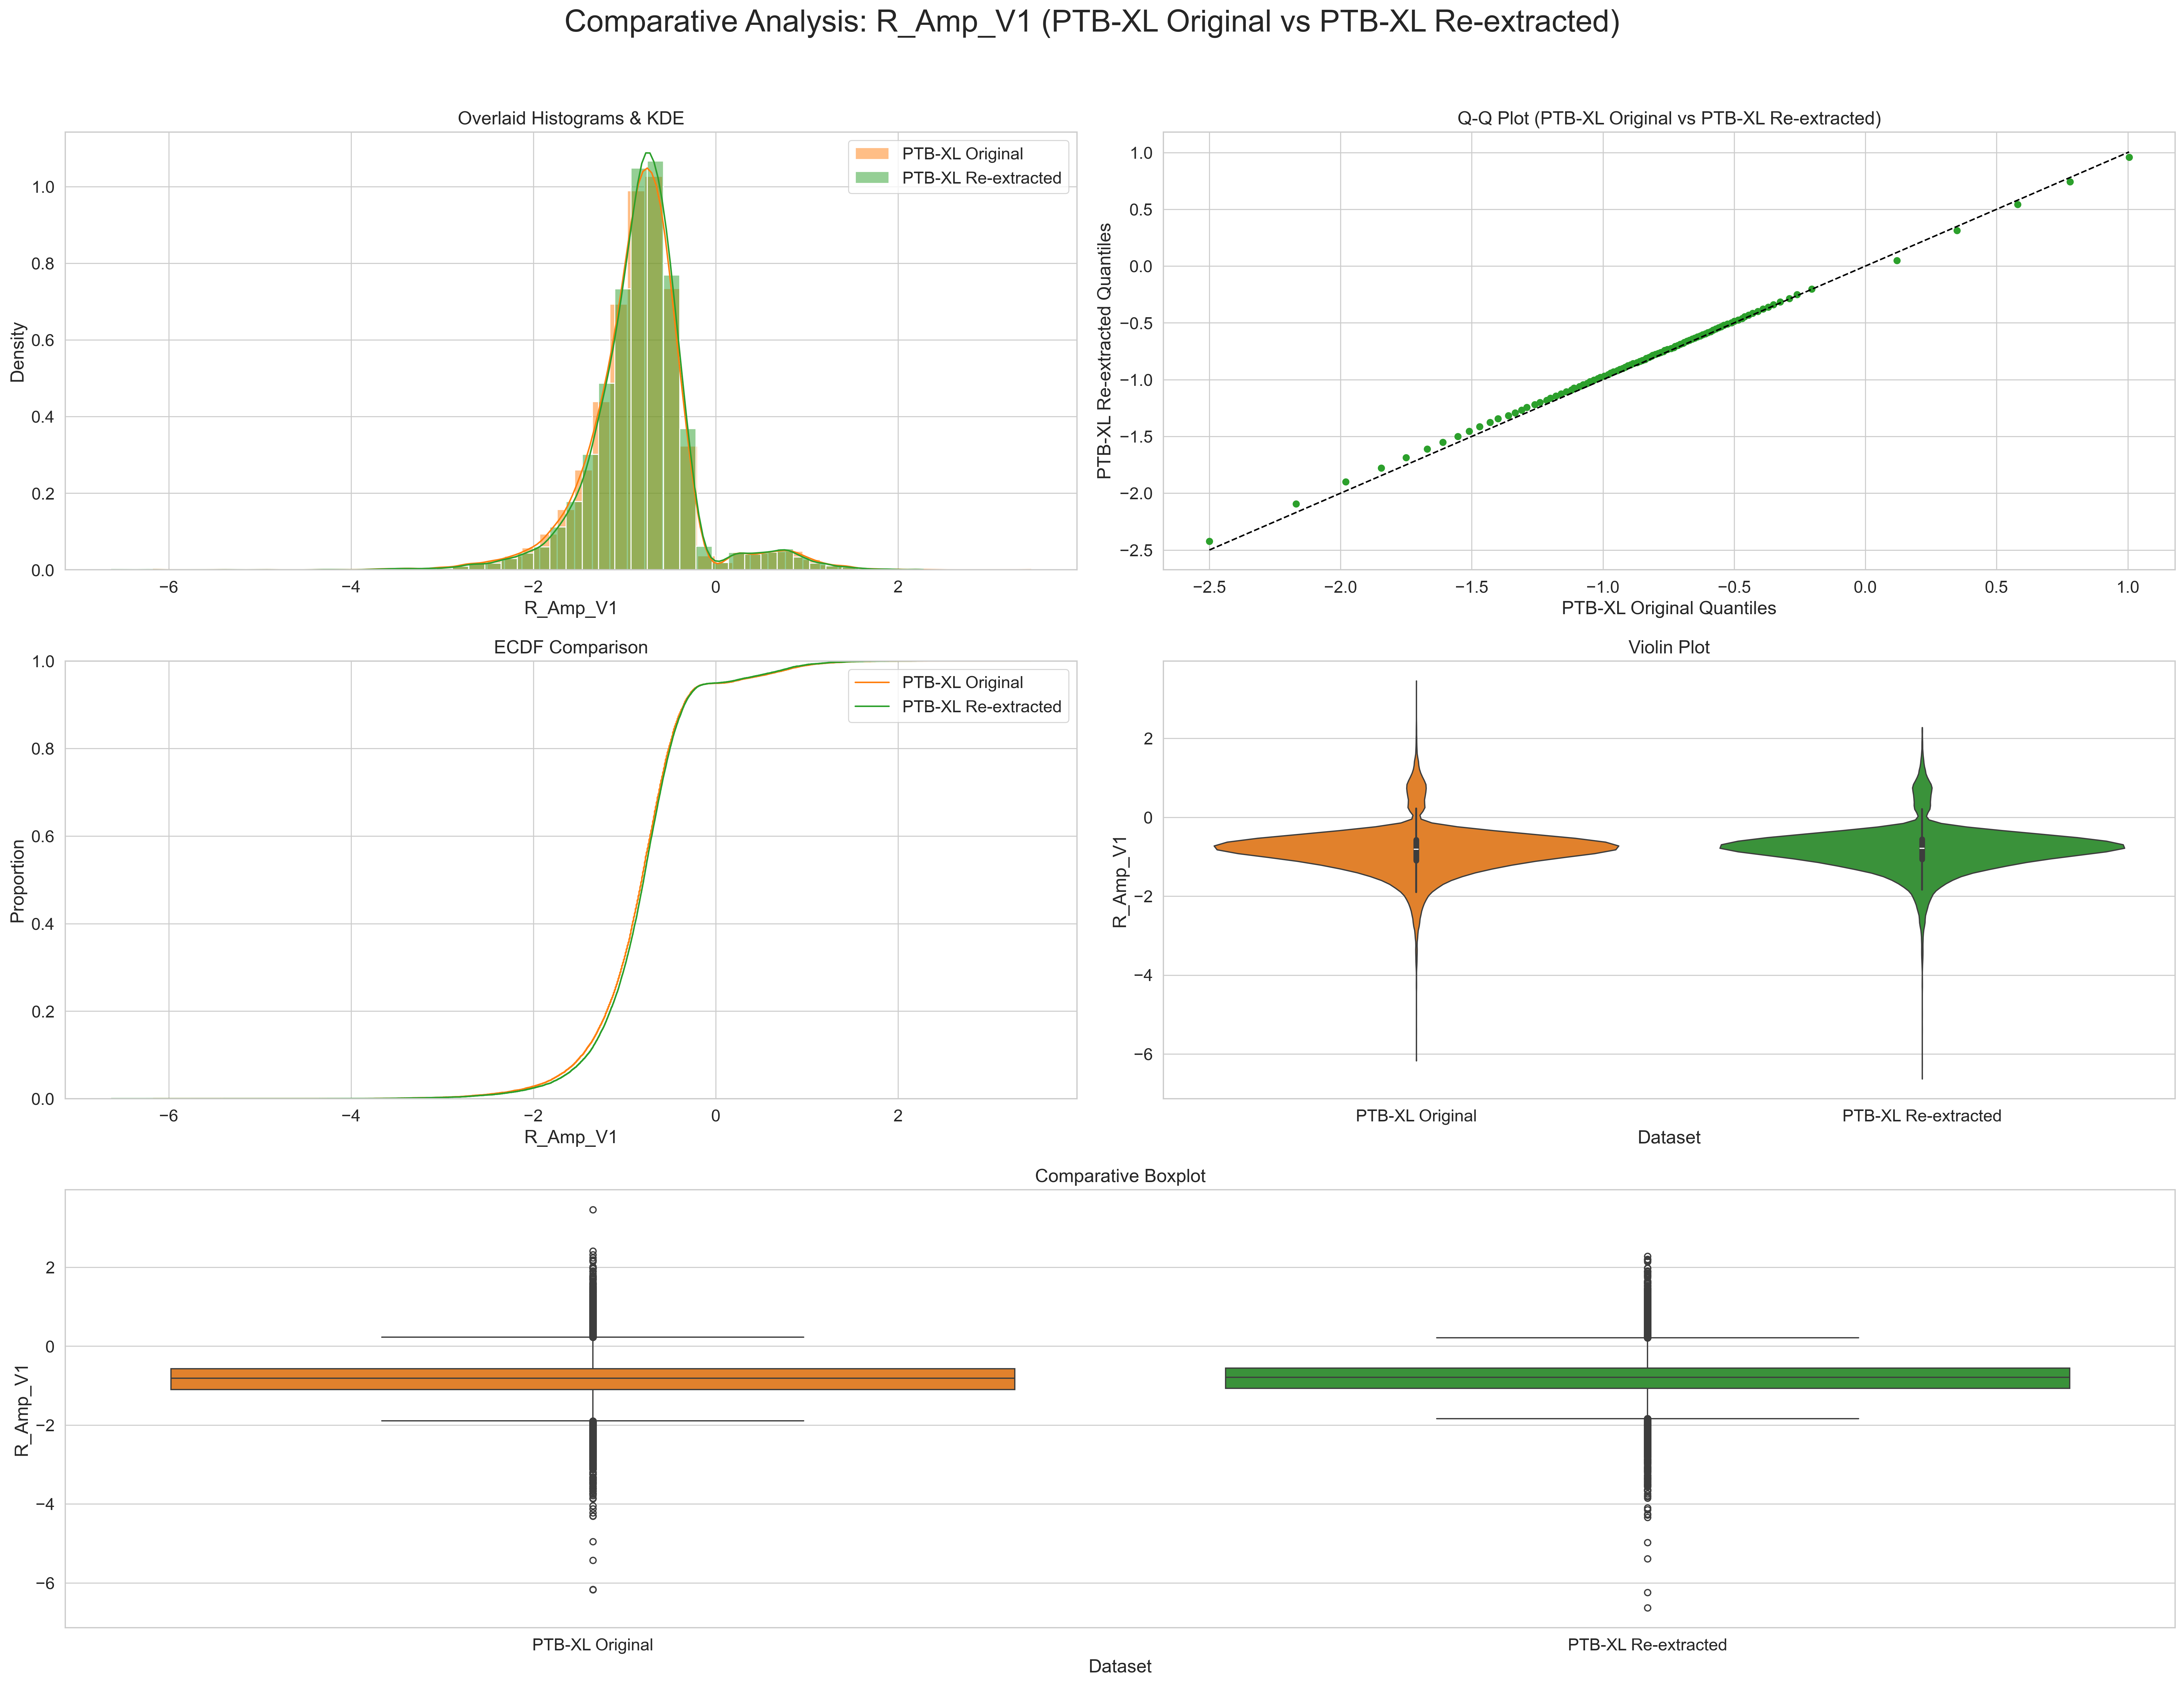 Comparative Analysis: R_Amp_V1 (PTB-XL Original vs PTB-XL Re-extracted)
Overlaid Histograms & KDE
PTB-XL Original
PTB-XL Re-extracted
Density
1.0
0.8
0.6
0.4
0.2
0.0
−6
−4
−2
0
2
R_Amp_V1
Q-Q Plot (PTB-XL Original vs PTB-XL Re-extracted)
PTB-XL Re-extracted Quantiles
1.0
0.5
0.0
−0.5
−1.0
−1.5
−2.0
−2.5
−2.5
−2.0
−1.5
−1.0
−0.5
0.0
0.5
1.0
PTB-XL Original Quantiles
ECDF Comparison
PTB-XL Original
PTB-XL Re-extracted
Proportion
1.0
0.8
0.6
0.4
0.2
0.0
−6
−4
−2
0
2
R_Amp_V1
Violin Plot
R_Amp_V1
2
0
−2
−4
−6
PTB-XL Original
PTB-XL Re-extracted
Dataset
Comparative Boxplot
R_Amp_V1
2
0
−2
−4
−6
PTB-XL Original
PTB-XL Re-extracted
Dataset